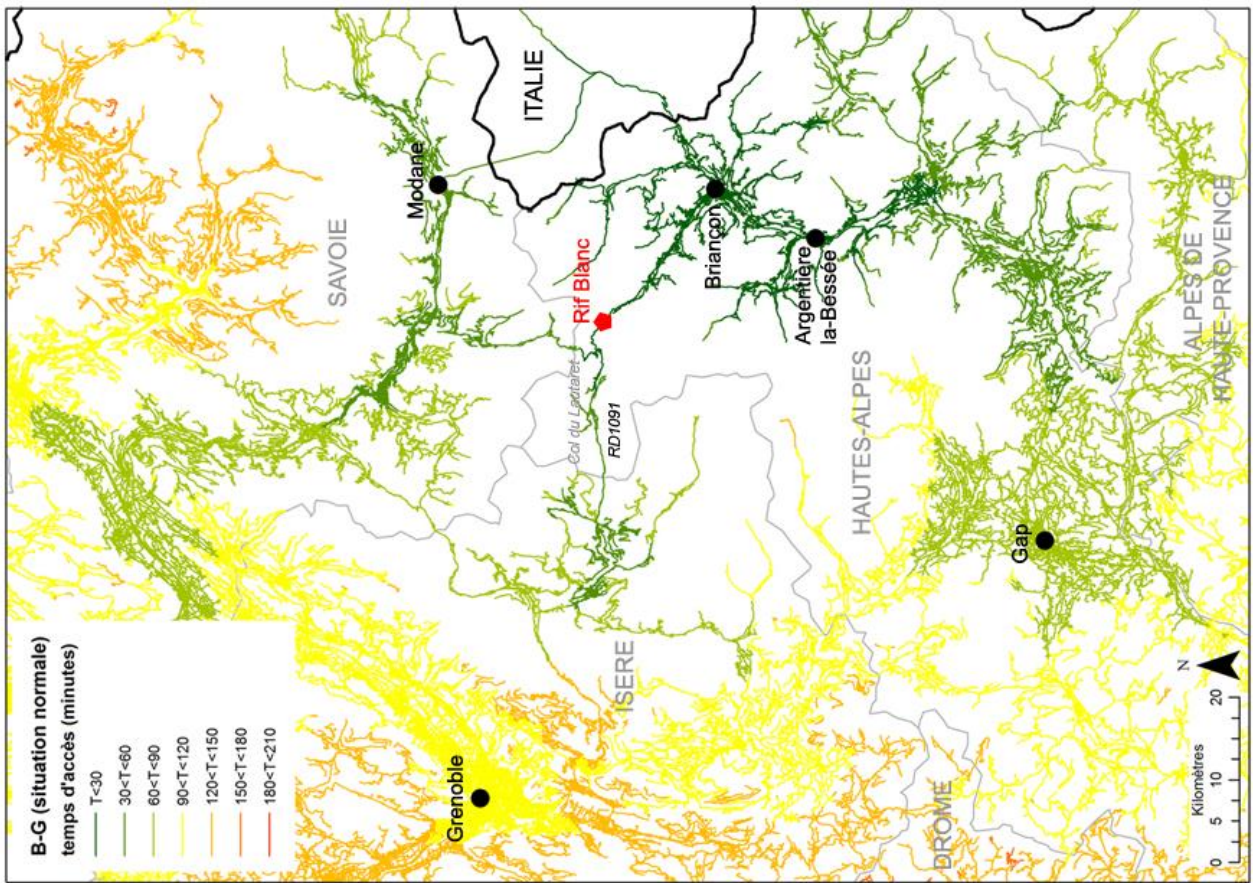 B-G (situation normale)
temps d'accès (minutes)
T<30
30<T<60
60<T<90
90<T<120
120<T<150
150<T<180
180<T<210
SAVOIE
Modane
ITALIE
Grenoble
Rif Blanc
Col du Lautaret
RD1091
ISERE
Briançon
Argentière
la-Bessée
HAUTES-ALPES
DROME
Gap
ALPES DE
HAUTE-PROVENCE
Kilomètres
0 5 10 20
N